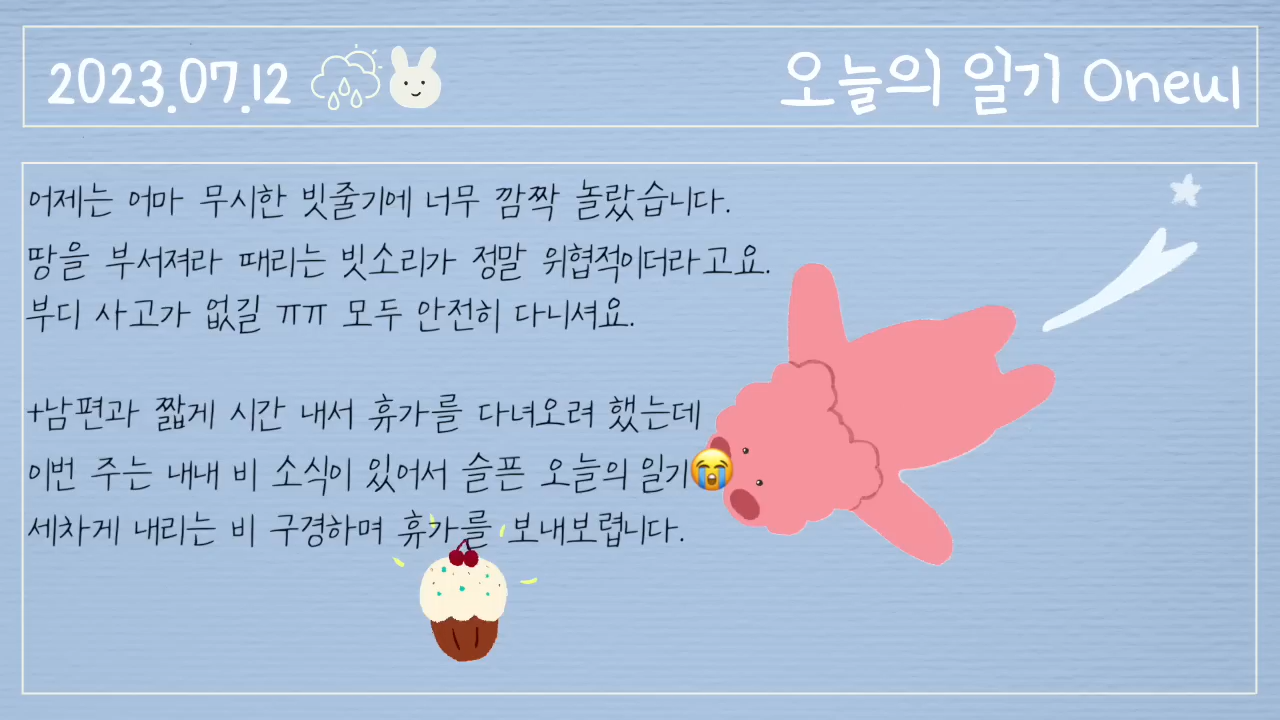 2023.07.12
오늘의 일기 Oneul
어제는 어마 무시한 빗줄기에 너무 깜짝 놀랐습니다.
땅을 부서져라 때리는 빗소리가 정말 위협적이더라고요.
부디 사고가 없길 ㅠㅠ 모두 안전히 다니셔요.
+남편과 짧게 시간 내서 휴가를 다녀오려 했는데
이번 주는 내내 비 소식이 있어서 슬픈 오늘의 일기😭
세차게 내리는 비 구경하며 휴가를 보내보렵니다.